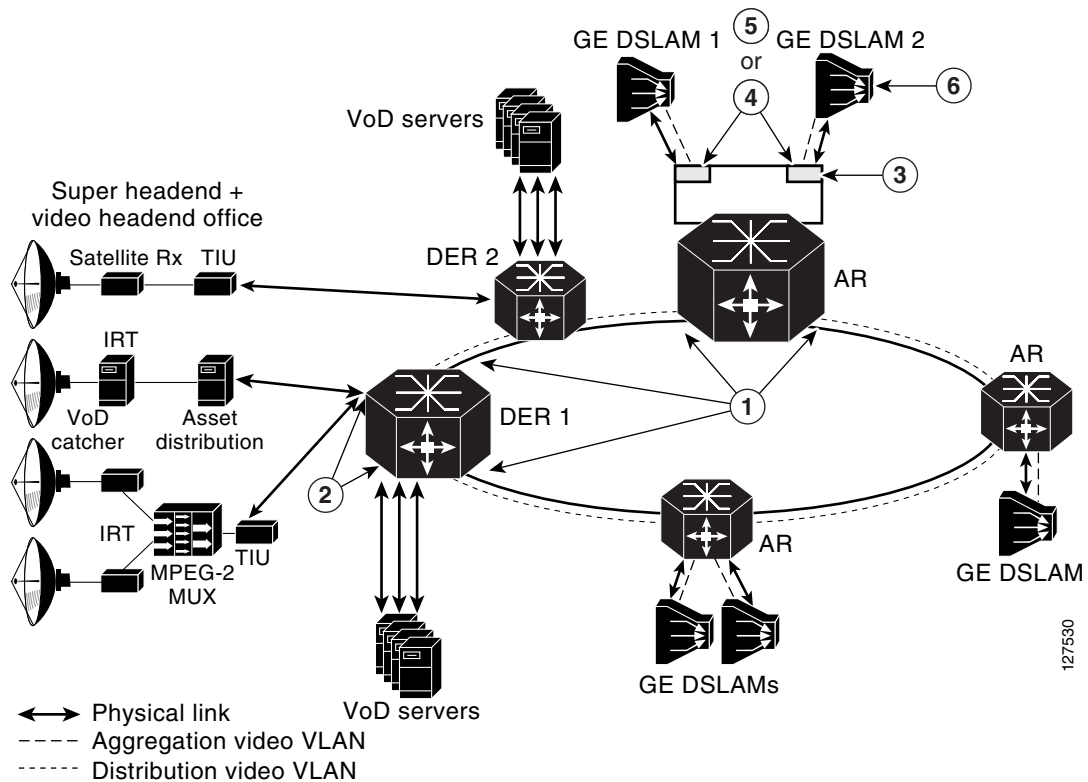 GE DSLAM 1
5
or
4
GE DSLAM 2
6
VoD servers
3
Super headend +
video headend office
Satellite Rx
TIU
DER 2
AR
IRT
VoD
catcher
Asset
distribution
DER 1
1
AR
2
IRT
MPEG-2
MUX
TIU
AR
GE DSLAM
GE DSLAMs
VoD servers
127530
Physical link
Aggregation video VLAN
Distribution video VLAN